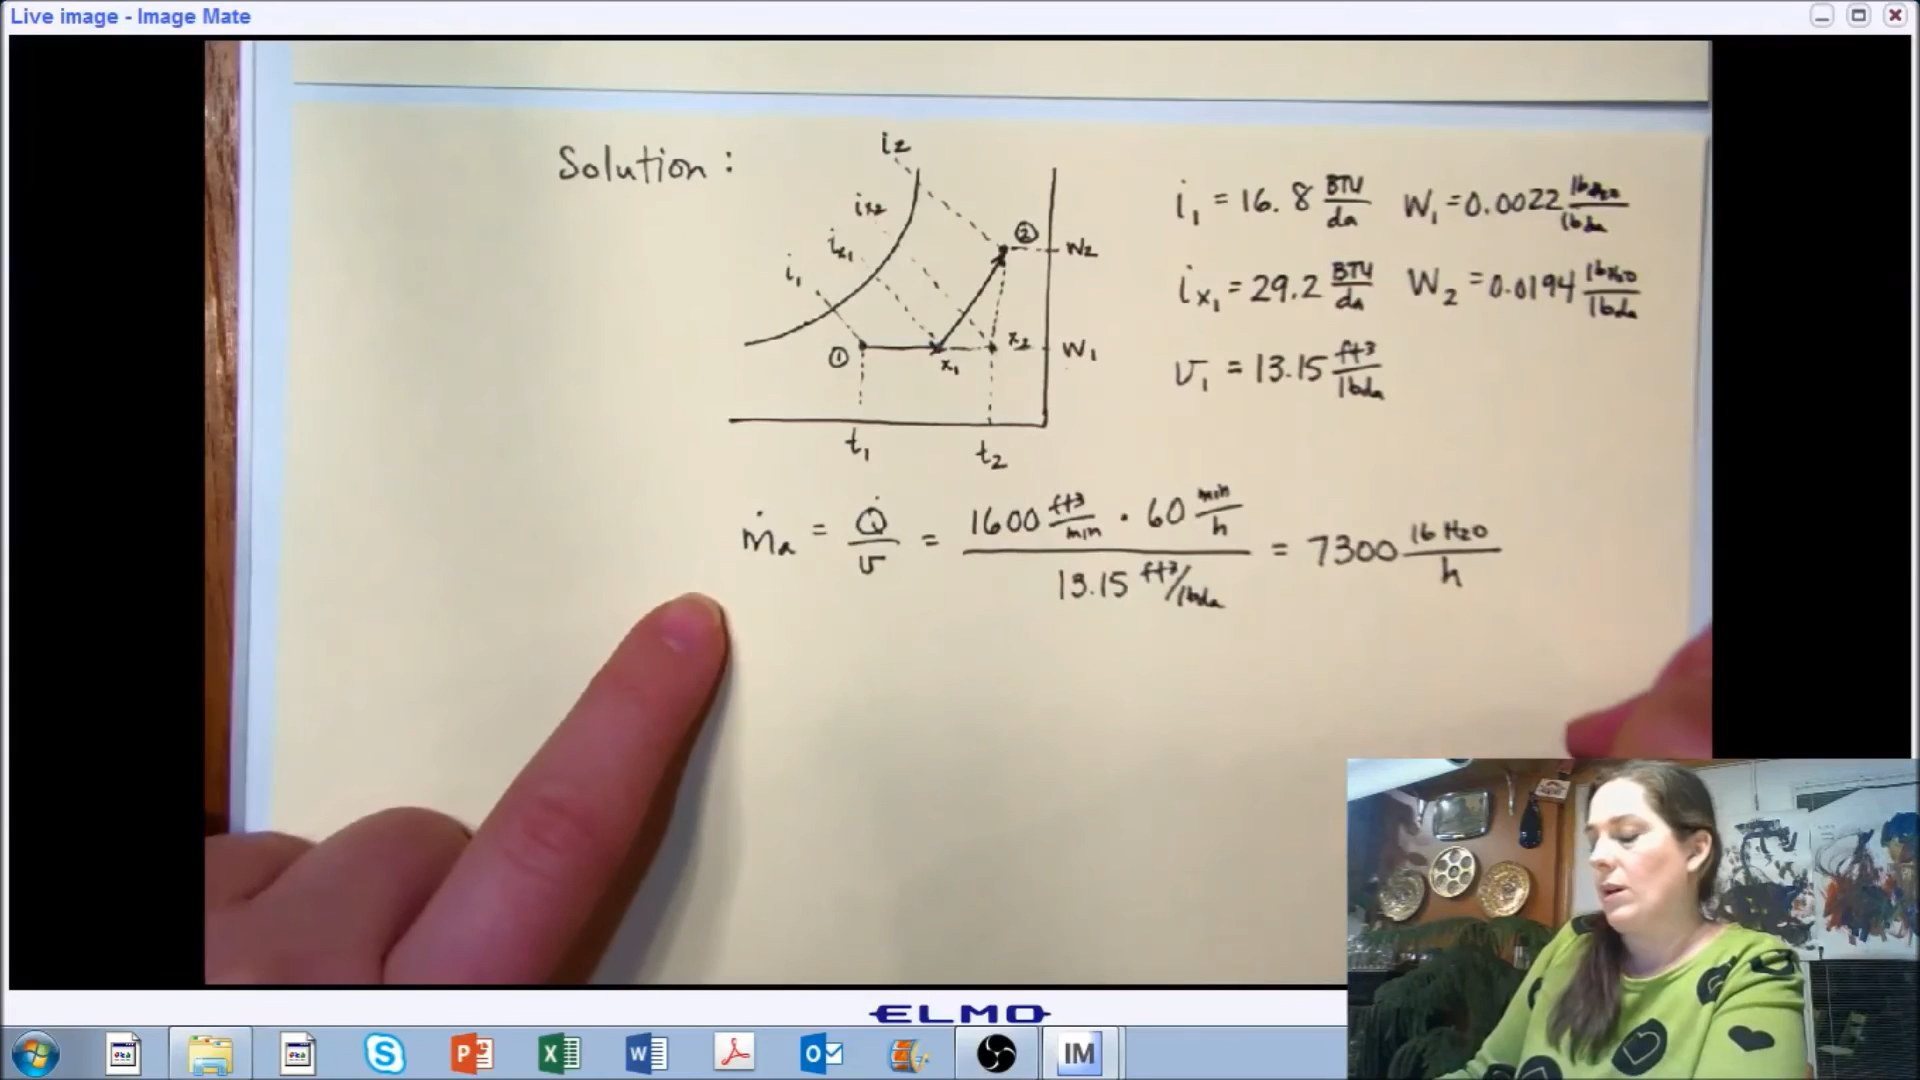 Live image - Image Mate
Solution :
i2
ix2
ix1
i1
②
W2
①
x1
x2
W1
t1
t2
i1 = 16.8 BTU/da W1 = 0.0022 lbH2O/lbda
ix1 = 29.2 BTU/da W2 = 0.0194 lbH2O/lbda
v1 = 13.15 ft3/lbda
ṁa = Q̇/v = 1600 ft3/min · 60 min/h / 13.15 ft3/lbda = 7300 lb H2O/h
ELMO
IM